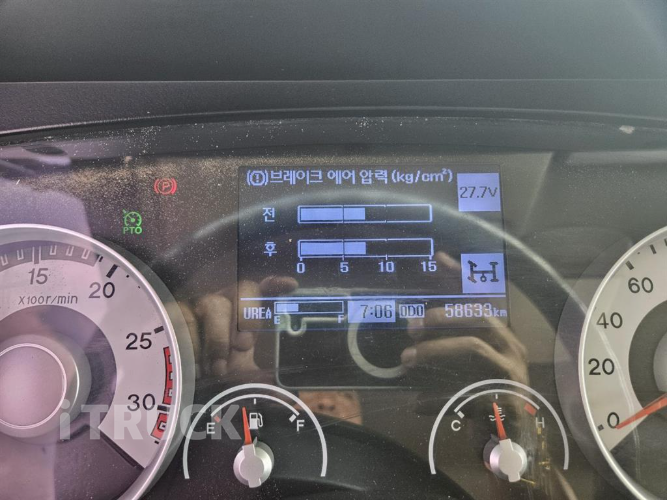 (①)브레이크 에어 압력(kg/cm²)
27.7V
전
후
0 5 10 15
UREA E F 7:06 ODO 58633km
P
PTO
15 20 25 30
X100r/min
0 20 40 60
E F
C H
iTRUCK